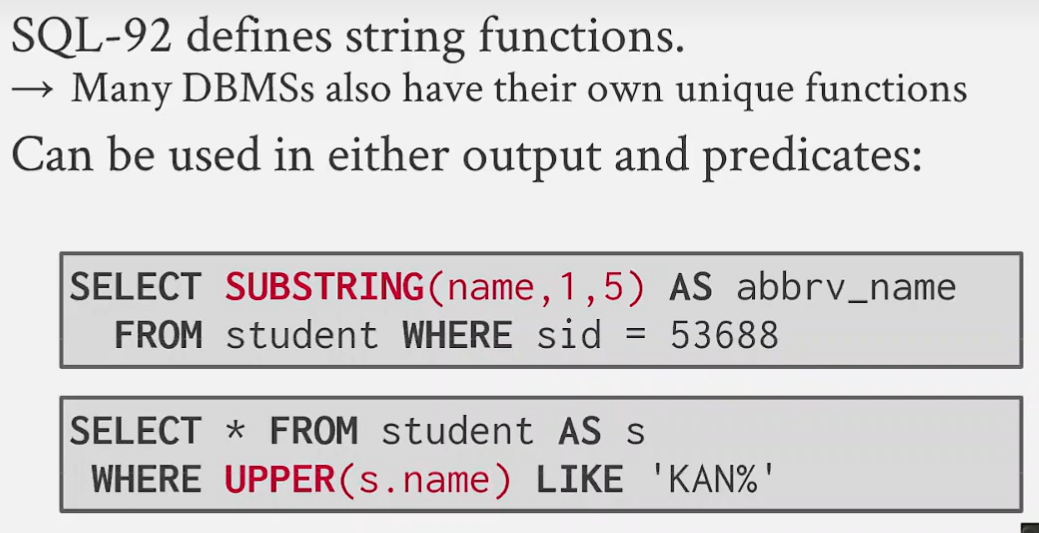 SQL-92 defines string functions.
→ Many DBMSs also have their own unique functions
Can be used in either output and predicates:
SELECT SUBSTRING(name,1,5) AS abbrv_name
FROM student WHERE sid = 53688
SELECT * FROM student AS s
WHERE UPPER(s.name) LIKE 'KAN%'